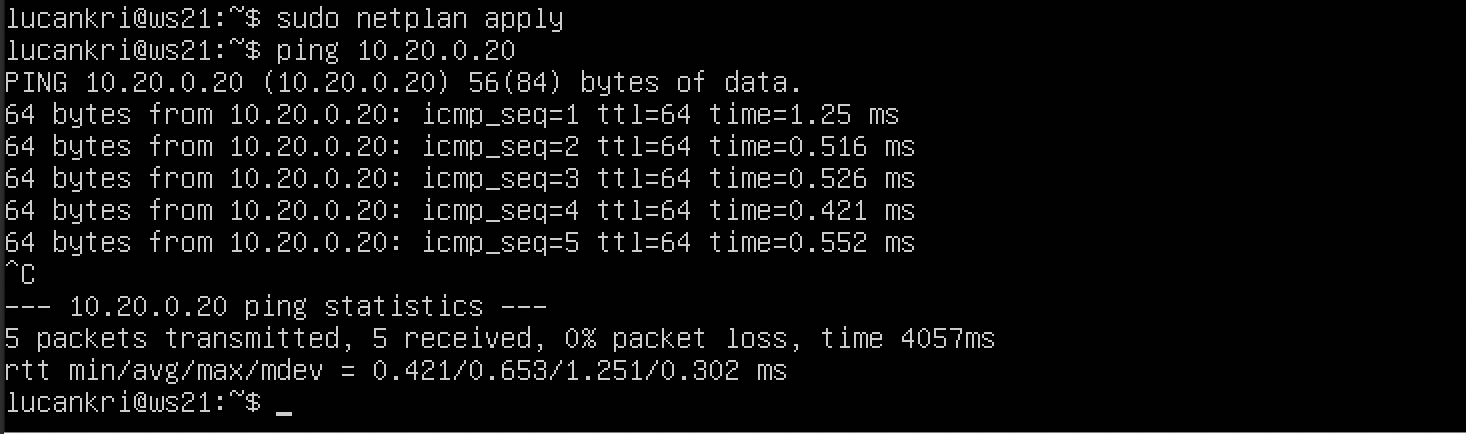 lucankri@ws21:~$ sudo netplan apply
lucankri@ws21:~$ ping 10.20.0.20
PING 10.20.0.20 (10.20.0.20) 56(84) bytes of data.
64 bytes from 10.20.0.20: icmp_seq=1 ttl=64 time=1.25 ms
64 bytes from 10.20.0.20: icmp_seq=2 ttl=64 time=0.516 ms
64 bytes from 10.20.0.20: icmp_seq=3 ttl=64 time=0.526 ms
64 bytes from 10.20.0.20: icmp_seq=4 ttl=64 time=0.421 ms
64 bytes from 10.20.0.20: icmp_seq=5 ttl=64 time=0.552 ms
^C
--- 10.20.0.20 ping statistics ---
5 packets transmitted, 5 received, 0% packet loss, time 4057ms
rtt min/avg/max/mdev = 0.421/0.653/1.251/0.302 ms
lucankri@ws21:~$ _